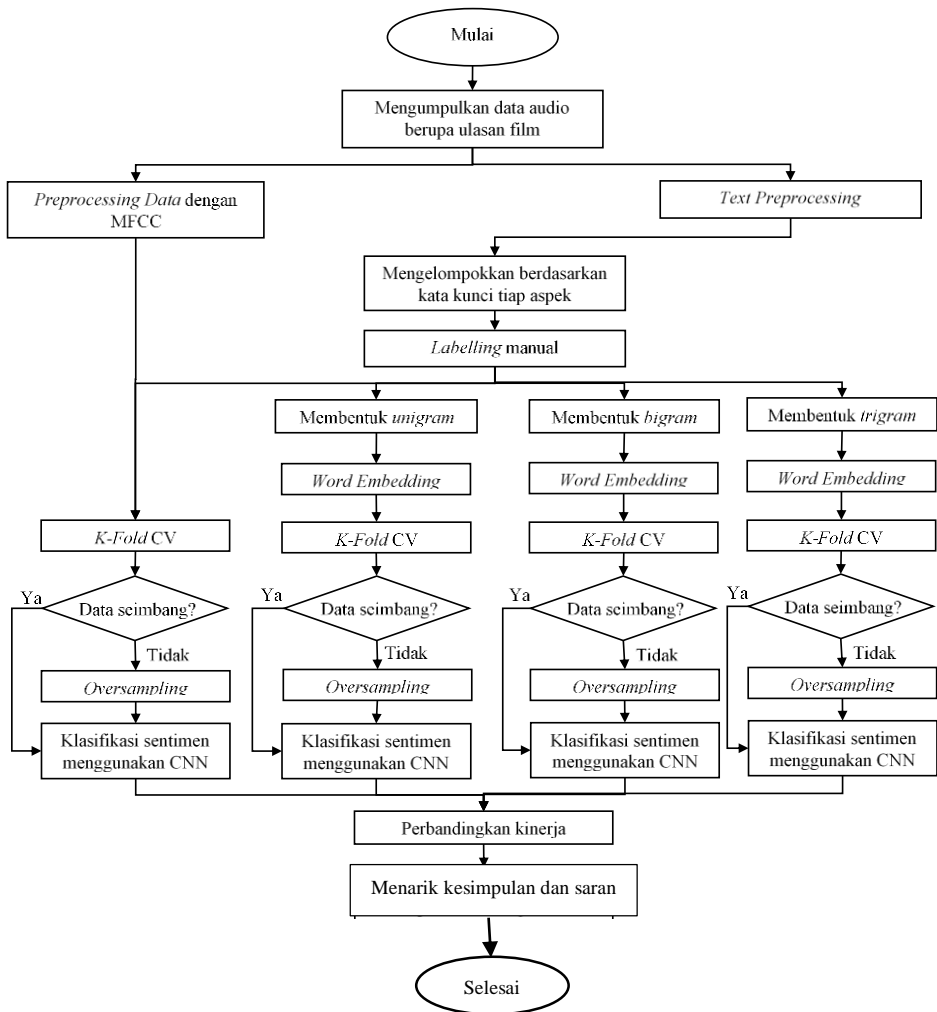 Mulai
Mengumpulkan data audio
berupa ulasan film
Preprocessing Data dengan
MFCC
Text Preprocessing
Mengelompokkan berdasarkan
kata kunci tiap aspek
Labelling manual
Membentuk unigram
Membentuk bigram
Membentuk trigram
Word Embedding
Word Embedding
Word Embedding
K-Fold CV
K-Fold CV
K-Fold CV
K-Fold CV
Ya
Data seimbang?
Ya
Data seimbang?
Ya
Data seimbang?
Ya
Data seimbang?
Tidak
Tidak
Tidak
Tidak
Oversampling
Oversampling
Oversampling
Oversampling
Klasifikasi sentimen
menggunakan CNN
Klasifikasi sentimen
menggunakan CNN
Klasifikasi sentimen
menggunakan CNN
Klasifikasi sentimen
menggunakan CNN
Perbandingkan kinerja
Menarik kesimpulan dan saran
Selesai